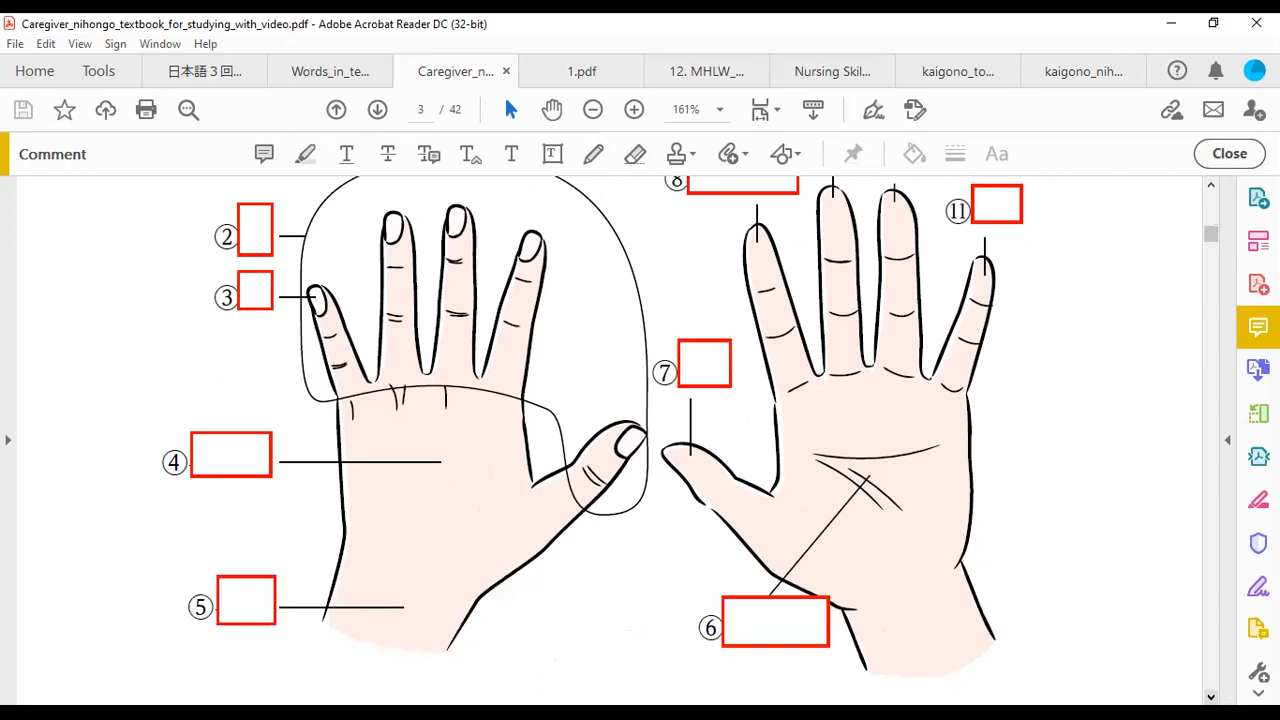 Caregiver_nihongo_textbook_for_studying_with_video.pdf - Adobe Acrobat Reader DC (32-bit)
File Edit View Sign Window Help
Home Tools 日本語３回... Words_in_te... Caregiver_n... × 1.pdf 12. MHLW_... Nursing Skil... kaigono_to... kaigono_nih...
3 / 42 161%
Comment Close
⑧
② ⑪
③
⑦
④
⑤ ⑥